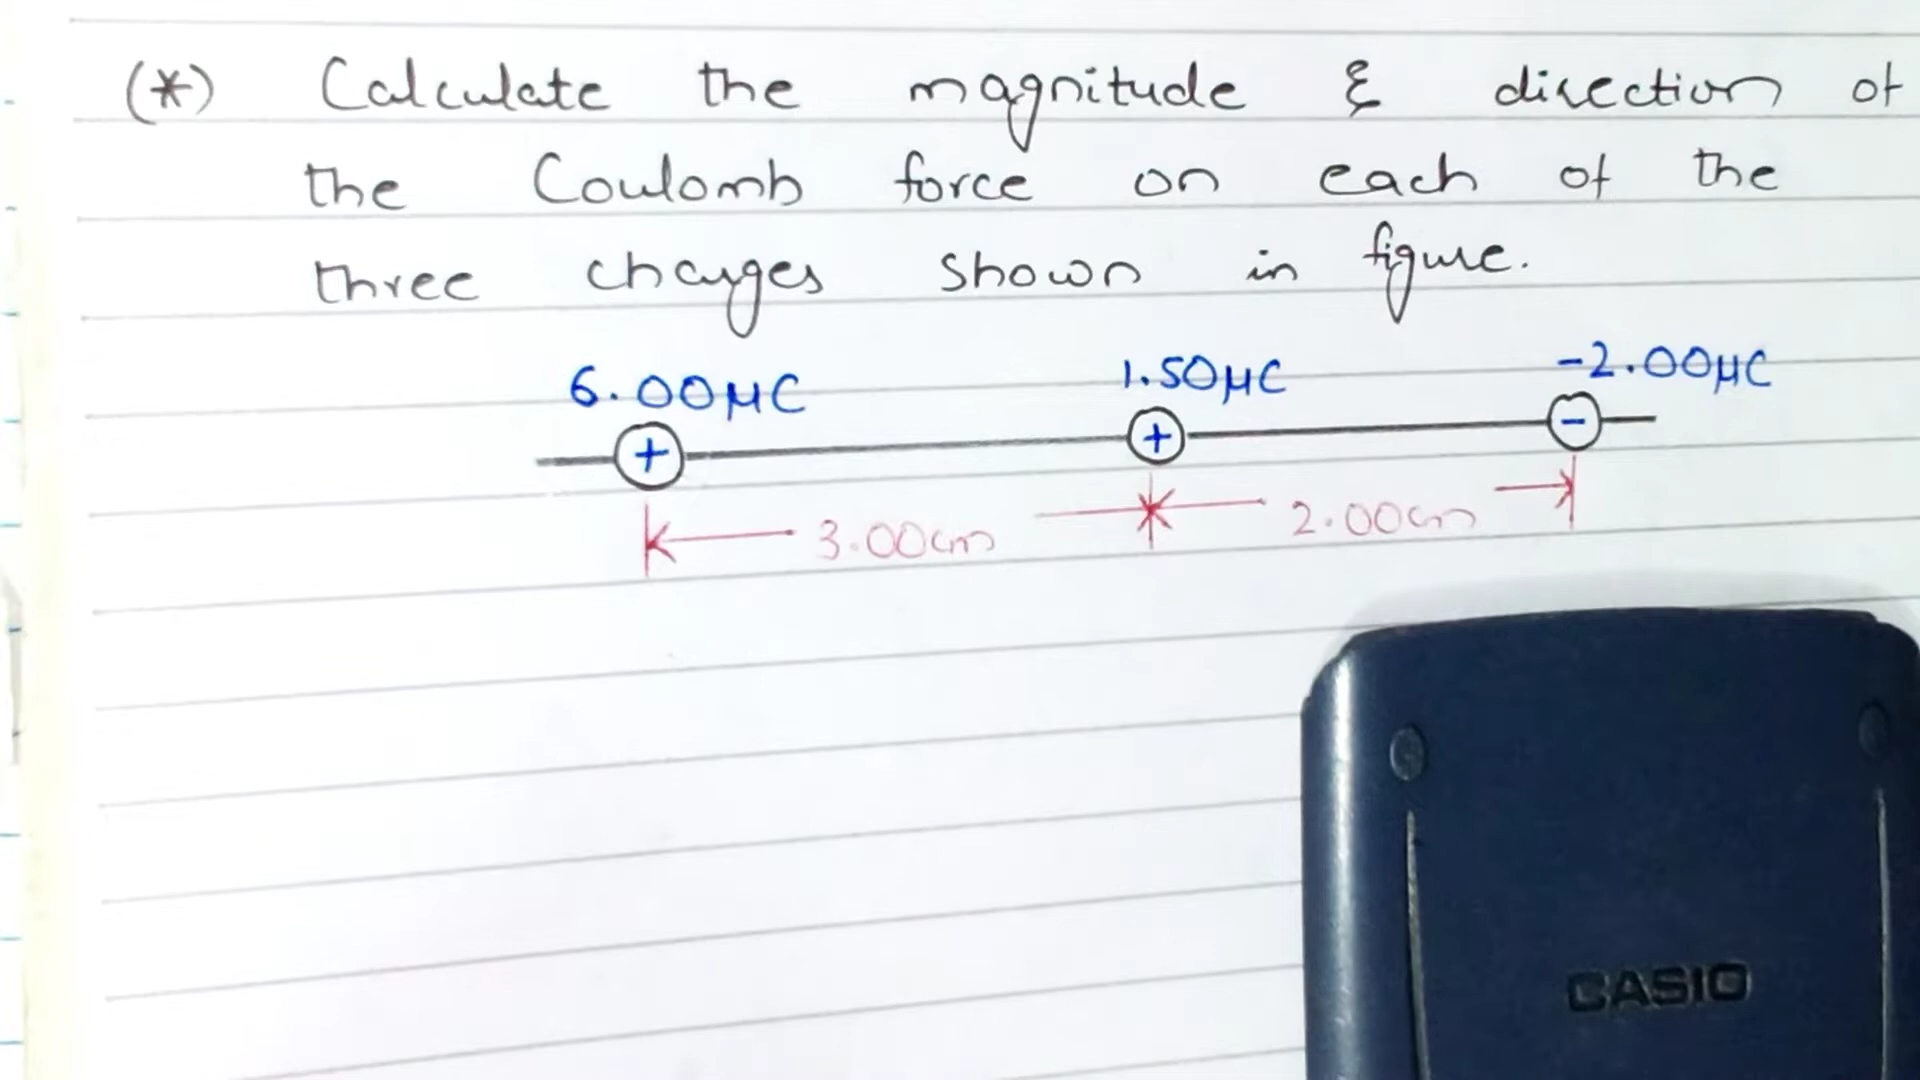 (*) Calculate the magnitude & direction of
the Coulomb force on each of the
three charges shown in figure.
6.00μC 1.50μC -2.00μC
+ + -
3.00cm 2.00cm
CASIO